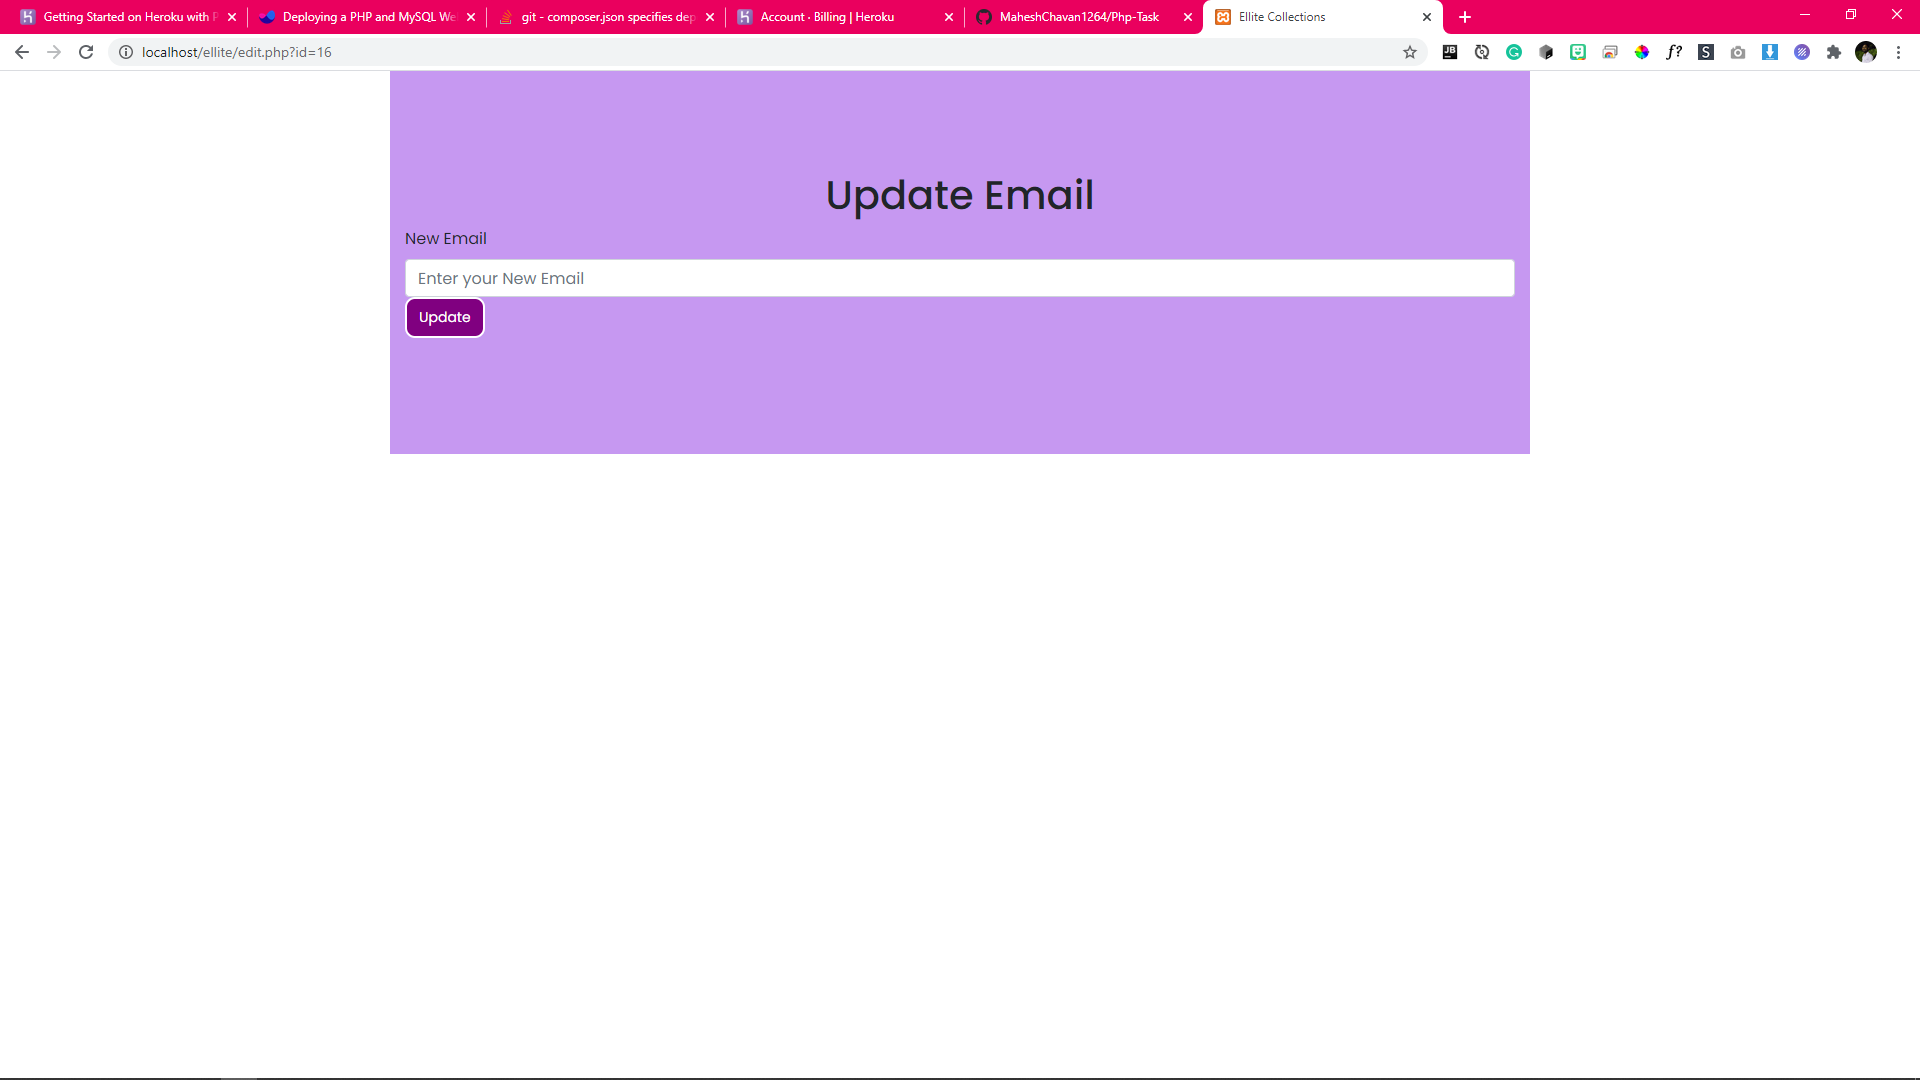 Getting Started on Heroku with P
Deploying a PHP and MySQL We
git - composer.json specifies dep
Account · Billing | Heroku
MaheshChavan1264/Php-Task
Ellite Collections
localhost/ellite/edit.php?id=16
JB
f?
S
Update Email
New Email
Enter your New Email
Update